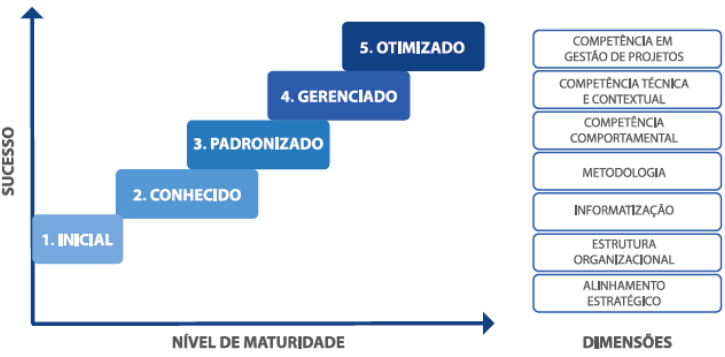 SUCESSO
5. OTIMIZADO
4. GERENCIADO
3. PADRONIZADO
2. CONHECIDO
1. INICIAL
NÍVEL DE MATURIDADE
COMPETÊNCIA EM
GESTÃO DE PROJETOS
COMPETÊNCIA TÉCNICA
E CONTEXTUAL
COMPETÊNCIA
COMPORTAMENTAL
METODOLOGIA
INFORMATIZAÇÃO
ESTRUTURA
ORGANIZACIONAL
ALINHAMENTO
ESTRATÉGICO
DIMENSÕES